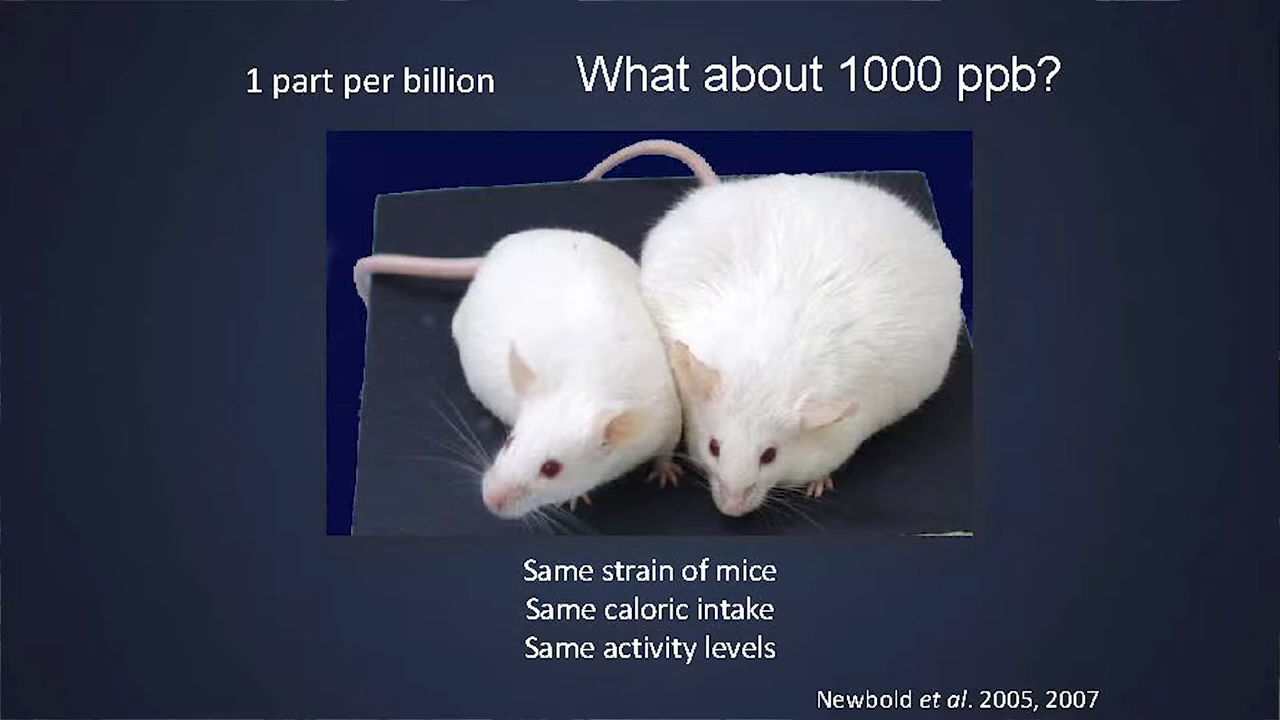 1 part per billion
What about 1000 ppb?
Same strain of mice
Same caloric intake
Same activity levels
Newbold et al. 2005, 2007